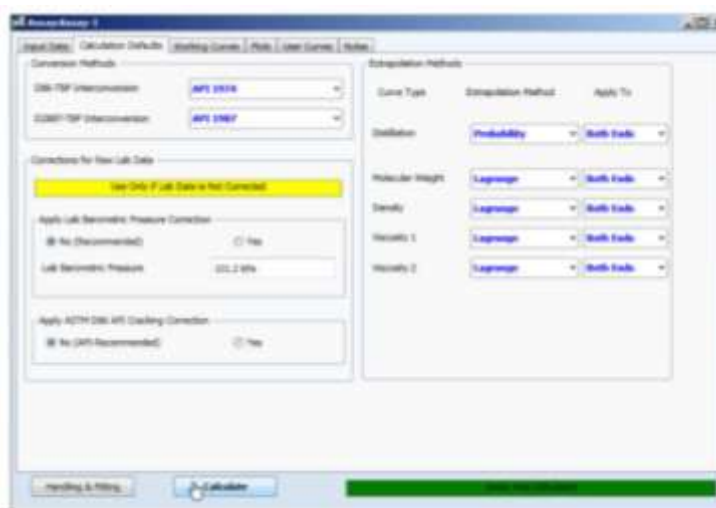 Assay:Assay-1
Input Data Calculation Defaults Working Curves Plots User Curves Notes
Conversion Methods
D86-TBP Interconversion API 1974
D2887-TBP Interconversion API 1987
Corrections for Raw Lab Data
Use Only if Lab Data is Not Corrected
Apply Lab Barometric Pressure Correction
No (Recommended) Yes
Lab Barometric Pressure 101.3 kPa
Apply ASTM D86 API Cracking Correction
No (API Recommended) Yes
Extrapolation Methods
Curve Type Extrapolation Method Apply To
Distillation Probability Both Ends
Molecular Weight Lagrange Both Ends
Density Lagrange Both Ends
Viscosity 1 Lagrange Both Ends
Viscosity 2 Lagrange Both Ends
Handling & Fitting Calculate